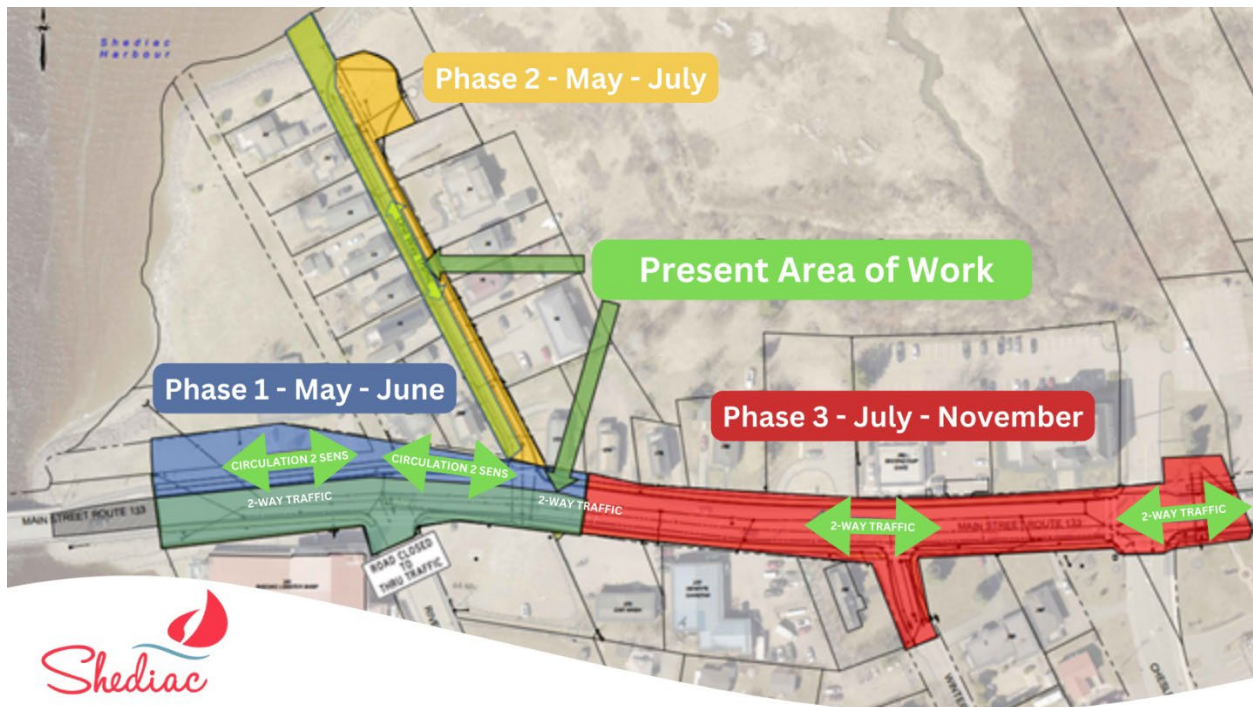 Shediac
Harbour
Phase 2 - May - July
Present Area of Work
Phase 1 - May - June
Phase 3 - July - November
CIRCULATION 2 SENS
CIRCULATION 2 SENS
2-WAY TRAFFIC
2-WAY TRAFFIC
2-WAY TRAFFIC
2-WAY TRAFFIC
MAIN STREET ROUTE 133
MAIN STREET ROUTE 133
ROAD CLOSED
TO
THRU TRAFFIC
Shediac